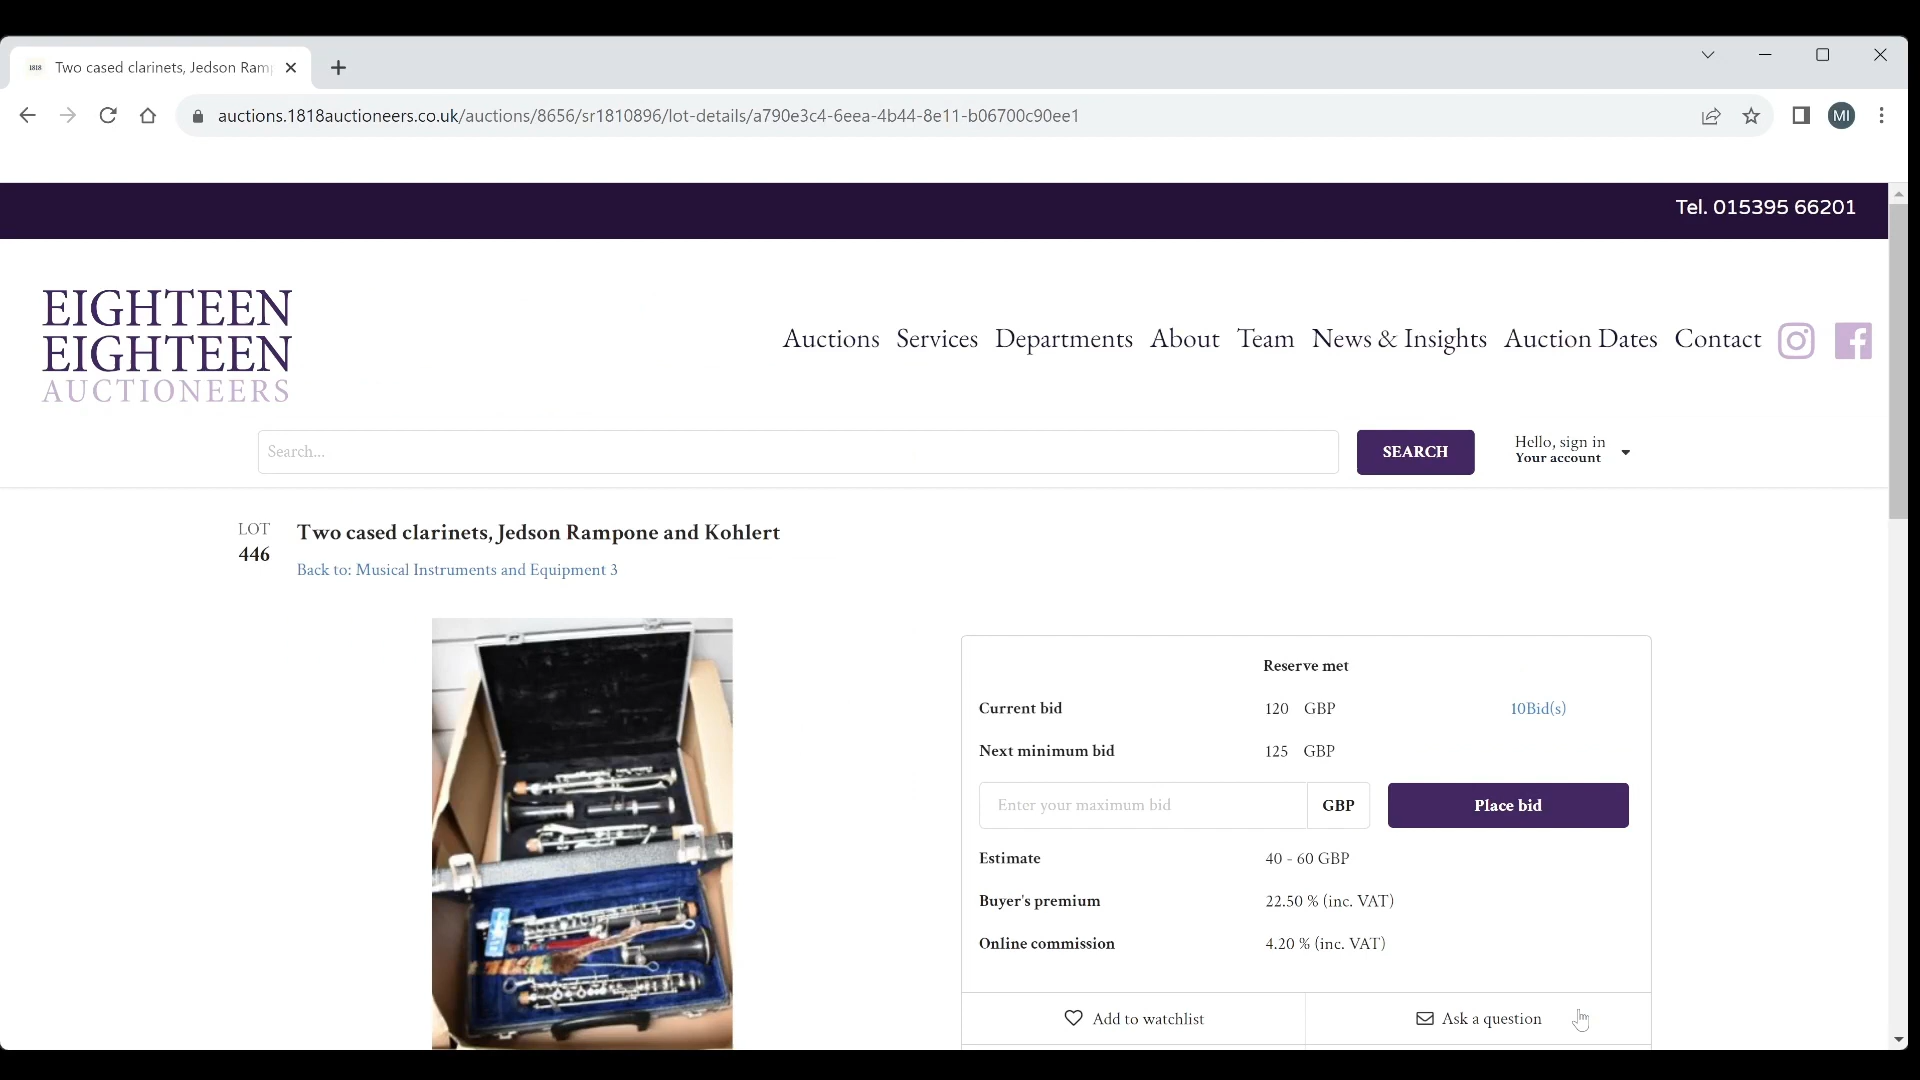 1818 Two cased clarinets, Jedson Ram
auctions.1818auctioneers.co.uk/auctions/8656/sr1810896/lot-details/a790e3c4-6eea-4b44-8e11-b06700c90ee1
MI
Tel. 015395 66201
EIGHTEEN
EIGHTEEN
AUCTIONEERS
Auctions Services Departments About Team News & Insights Auction Dates Contact
Search...
SEARCH
Hello, sign in
Your account
LOT
446
Two cased clarinets, Jedson Rampone and Kohlert
Back to: Musical Instruments and Equipment 3
Reserve met
Current bid 120 GBP 10Bid(s)
Next minimum bid 125 GBP
Enter your maximum bid GBP Place bid
Estimate 40 - 60 GBP
Buyer's premium 22.50 % (inc. VAT)
Online commission 4.20 % (inc. VAT)
Add to watchlist Ask a question